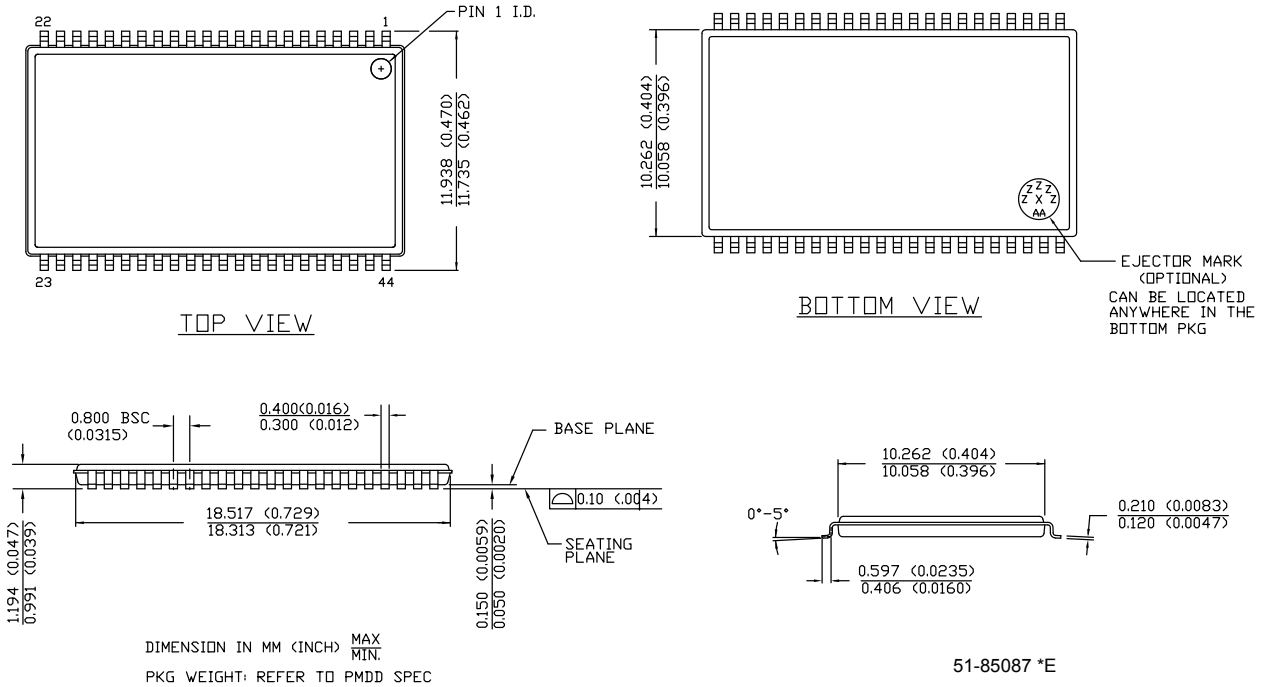 22
1
PIN 1 I.D.
11.938 (0.470)
11.735 (0.462)
23
44
TOP VIEW
10.262 (0.404)
10.058 (0.396)
Z Z Z
Z X Z
AA
EJECTOR MARK
(OPTIONAL)
CAN BE LOCATED
ANYWHERE IN THE
BOTTOM PKG
BOTTOM VIEW
0.800 BSC
(0.0315)
0.400(0.016)
0.300 (0.012)
BASE PLANE
0.10 (.004)
SEATING
PLANE
18.517 (0.729)
18.313 (0.721)
1.194 (0.047)
0.991 (0.039)
0.150 (0.0059)
0.050 (0.0020)
10.262 (0.404)
10.058 (0.396)
0°-5°
0.210 (0.0083)
0.120 (0.0047)
0.597 (0.0235)
0.406 (0.0160)
DIMENSION IN MM (INCH) MAX
MIN.
PKG WEIGHT: REFER TO PMDD SPEC
51-85087 *E